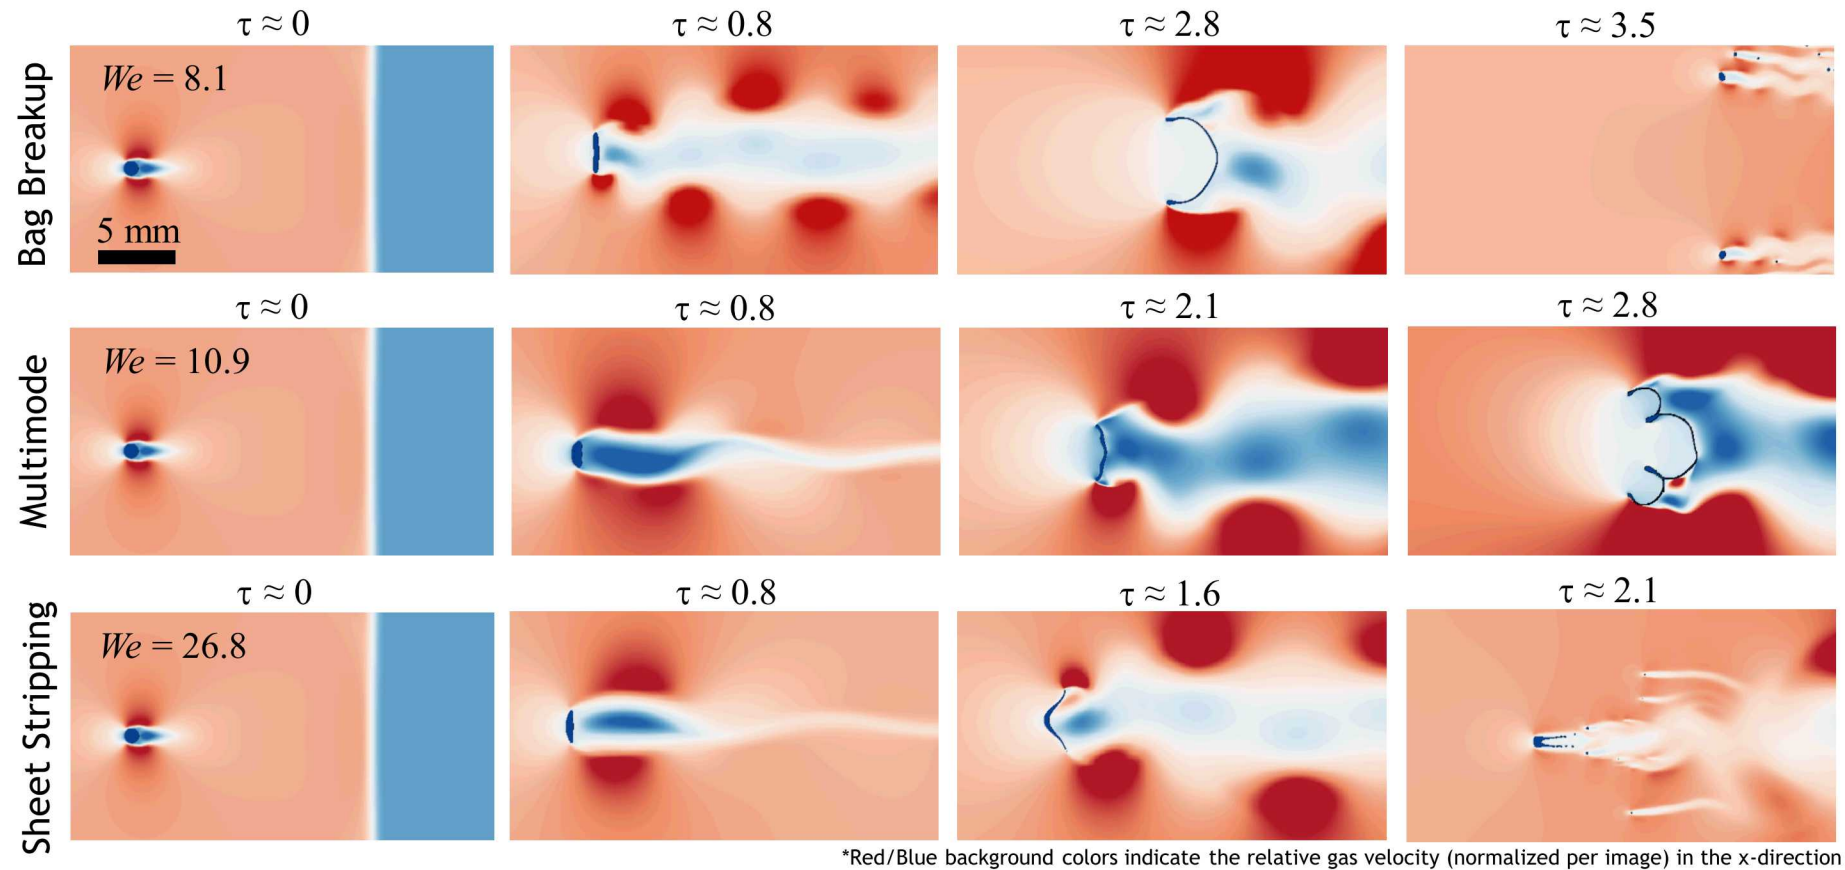 τ ≈ 0
τ ≈ 0.8
τ ≈ 2.8
τ ≈ 3.5
Bag Breakup
We = 8.1
5 mm
τ ≈ 0
τ ≈ 0.8
τ ≈ 2.1
τ ≈ 2.8
Multimode
We = 10.9
τ ≈ 0
τ ≈ 0.8
τ ≈ 1.6
τ ≈ 2.1
Sheet Stripping
We = 26.8
*Red/Blue background colors indicate the relative gas velocity (normalized per image) in the x-direction